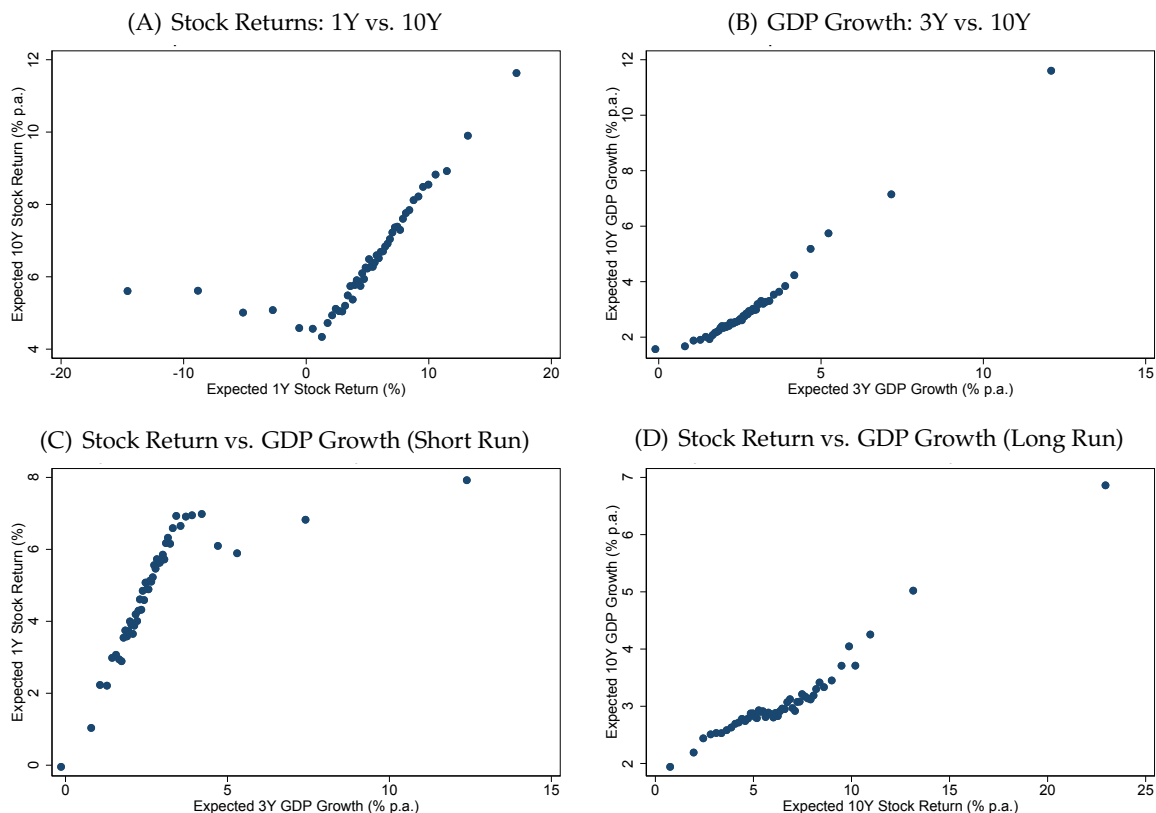 (A) Stock Returns: 1Y vs. 10Y
Expected 10Y Stock Return (% p.a.)
12
10
8
6
4
-20 -10 0 10 20
Expected 1Y Stock Return (%)
(B) GDP Growth: 3Y vs. 10Y
Expected 10Y GDP Growth (% p.a.)
12
10
8
6
4
2
0 5 10 15
Expected 3Y GDP Growth (% p.a.)
(C) Stock Return vs. GDP Growth (Short Run)
Expected 1Y Stock Return (%)
8
6
4
2
0
0 5 10 15
Expected 3Y GDP Growth (% p.a.)
(D) Stock Return vs. GDP Growth (Long Run)
Expected 10Y GDP Growth (% p.a.)
7
6
5
4
3
2
0 5 10 15 20 25
Expected 10Y Stock Return (% p.a.)